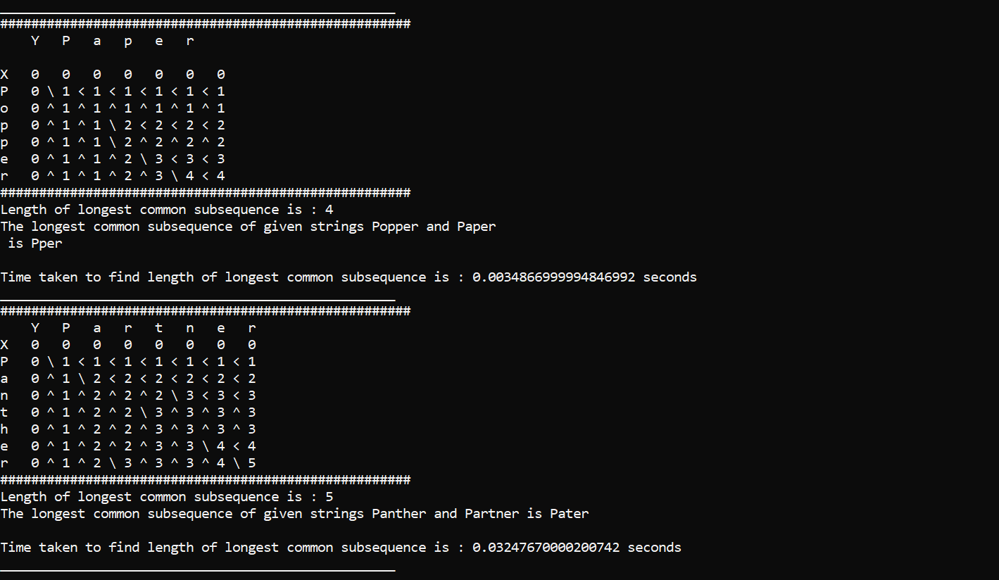 ___________________________________________________
#####################################################
    Y   P   a   p   e   r

X   0   0   0   0   0   0   0
P   0 \ 1 < 1 < 1 < 1 < 1 < 1
o   0 ^ 1 ^ 1 ^ 1 ^ 1 ^ 1 ^ 1
p   0 ^ 1 ^ 1 \ 2 < 2 < 2 < 2
p   0 ^ 1 ^ 1 \ 2 ^ 2 ^ 2 ^ 2
e   0 ^ 1 ^ 1 ^ 2 \ 3 < 3 < 3
r   0 ^ 1 ^ 1 ^ 2 ^ 3 \ 4 < 4
#####################################################
Length of longest common subsequence is : 4
The longest common subsequence of given strings Popper and Paper
 is Pper

Time taken to find length of longest common subsequence is : 0.0034866999994846992 seconds
___________________________________________________
#####################################################
    Y   P   a   r   t   n   e   r
X   0   0   0   0   0   0   0   0
P   0 \ 1 < 1 < 1 < 1 < 1 < 1 < 1
a   0 ^ 1 \ 2 < 2 < 2 < 2 < 2 < 2
n   0 ^ 1 ^ 2 ^ 2 ^ 2 \ 3 < 3 < 3
t   0 ^ 1 ^ 2 ^ 2 \ 3 ^ 3 ^ 3 ^ 3
h   0 ^ 1 ^ 2 ^ 2 ^ 3 ^ 3 ^ 3 ^ 3
e   0 ^ 1 ^ 2 ^ 2 ^ 3 ^ 3 \ 4 < 4
r   0 ^ 1 ^ 2 \ 3 ^ 3 ^ 3 ^ 4 \ 5
#####################################################
Length of longest common subsequence is : 5
The longest common subsequence of given strings Panther and Partner is Pater

Time taken to find length of longest common subsequence is : 0.03247670000200742 seconds
___________________________________________________